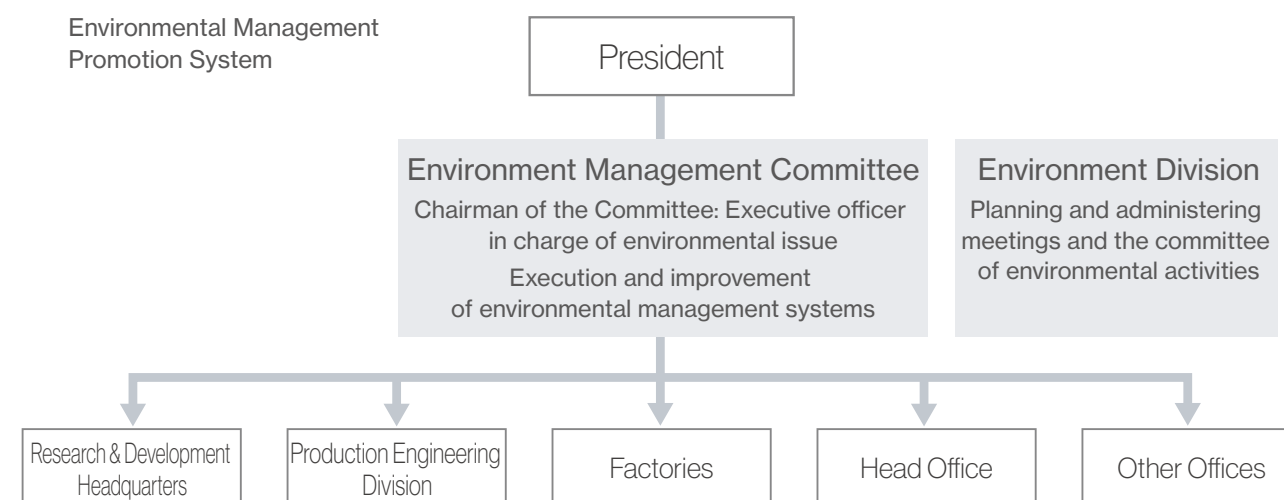 Environmental Management
Promotion System
President
Environment Management Committee
Chairman of the Committee: Executive officer
in charge of environmental issue
Execution and improvement
of environmental management systems
Environment Division
Planning and administering
meetings and the committee
of environmental activities
Research & Development
Headquarters
Production Engineering
Division
Factories
Head Office
Other Offices